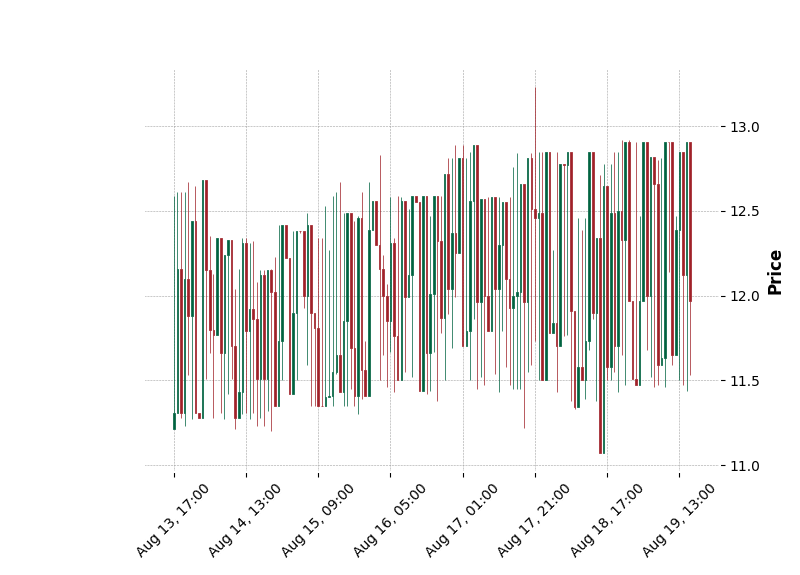 13.0
12.5
12.0
11.5
11.0
Price
Aug 13, 17:00
Aug 14, 13:00
Aug 15, 09:00
Aug 16, 05:00
Aug 17, 01:00
Aug 17, 21:00
Aug 18, 17:00
Aug 19, 13:00